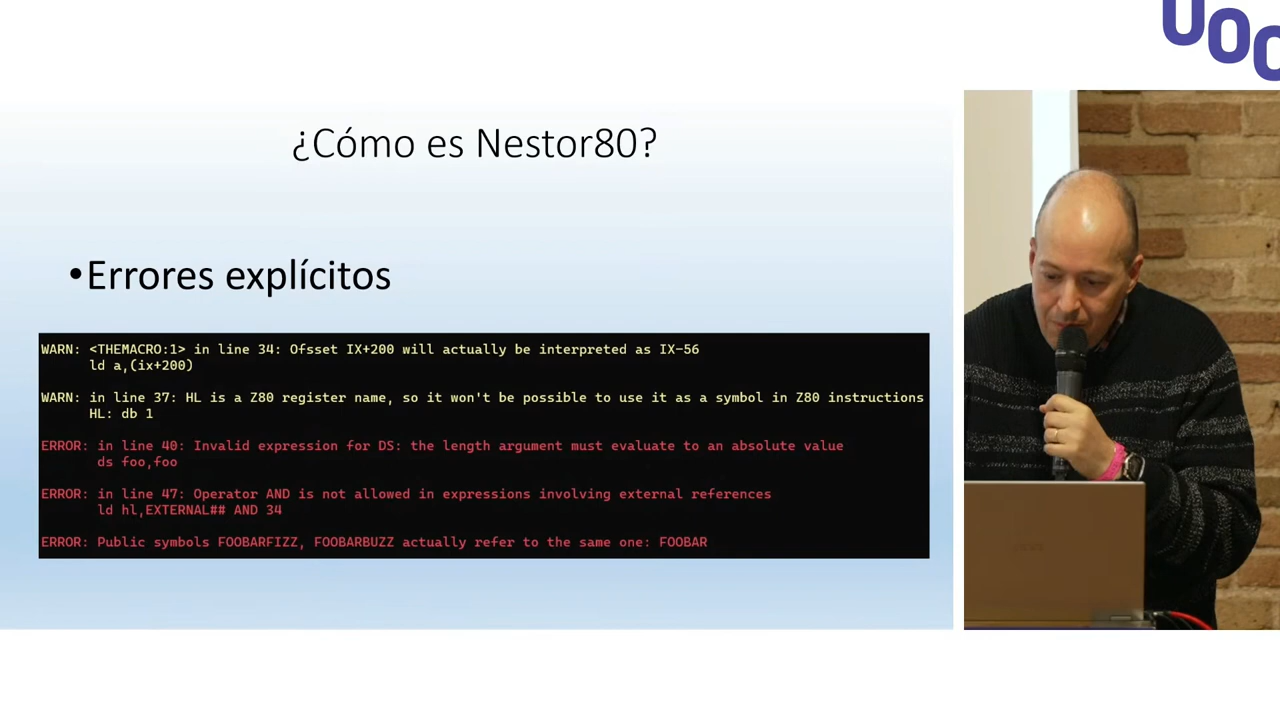 UOC
¿Cómo es Nestor80?
•Errores explícitos
WARN: <THEMACRO:1> in line 34: Ofsset IX+200 will actually be interpreted as IX-56
ld a,(ix+200)
WARN: in line 37: HL is a Z80 register name, so it won't be possible to use it as a symbol in Z80 instructions
HL: db 1
ERROR: in line 40: Invalid expression for DS: the length argument must evaluate to an absolute value
ds foo,foo
ERROR: in line 47: Operator AND is not allowed in expressions involving external references
ld hl,EXTERNAL## AND 34
ERROR: Public symbols FOOBARFIZZ, FOOBARBUZZ actually refer to the same one: FOOBAR